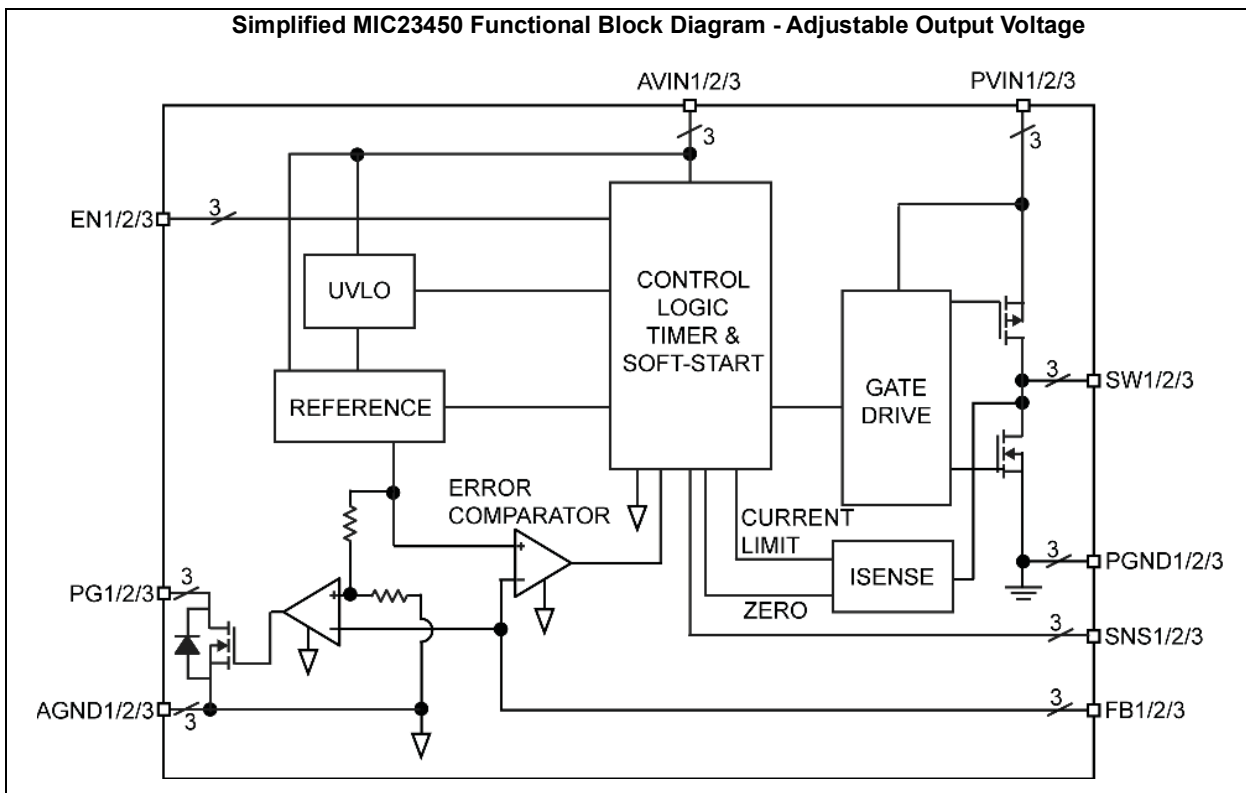 Simplified MIC23450 Functional Block Diagram - Adjustable Output Voltage
AVIN1/2/3
PVIN1/2/3
3
3
EN1/2/3
3
UVLO
CONTROL
LOGIC
TIMER &
SOFT-START
REFERENCE
GATE
DRIVE
3
SW1/2/3
ERROR
COMPARATOR
CURRENT
LIMIT
ISENSE
ZERO
3
PGND1/2/3
3
SNS1/2/3
3
FB1/2/3
PG1/2/3
3
AGND1/2/3
3
+
–
+
–